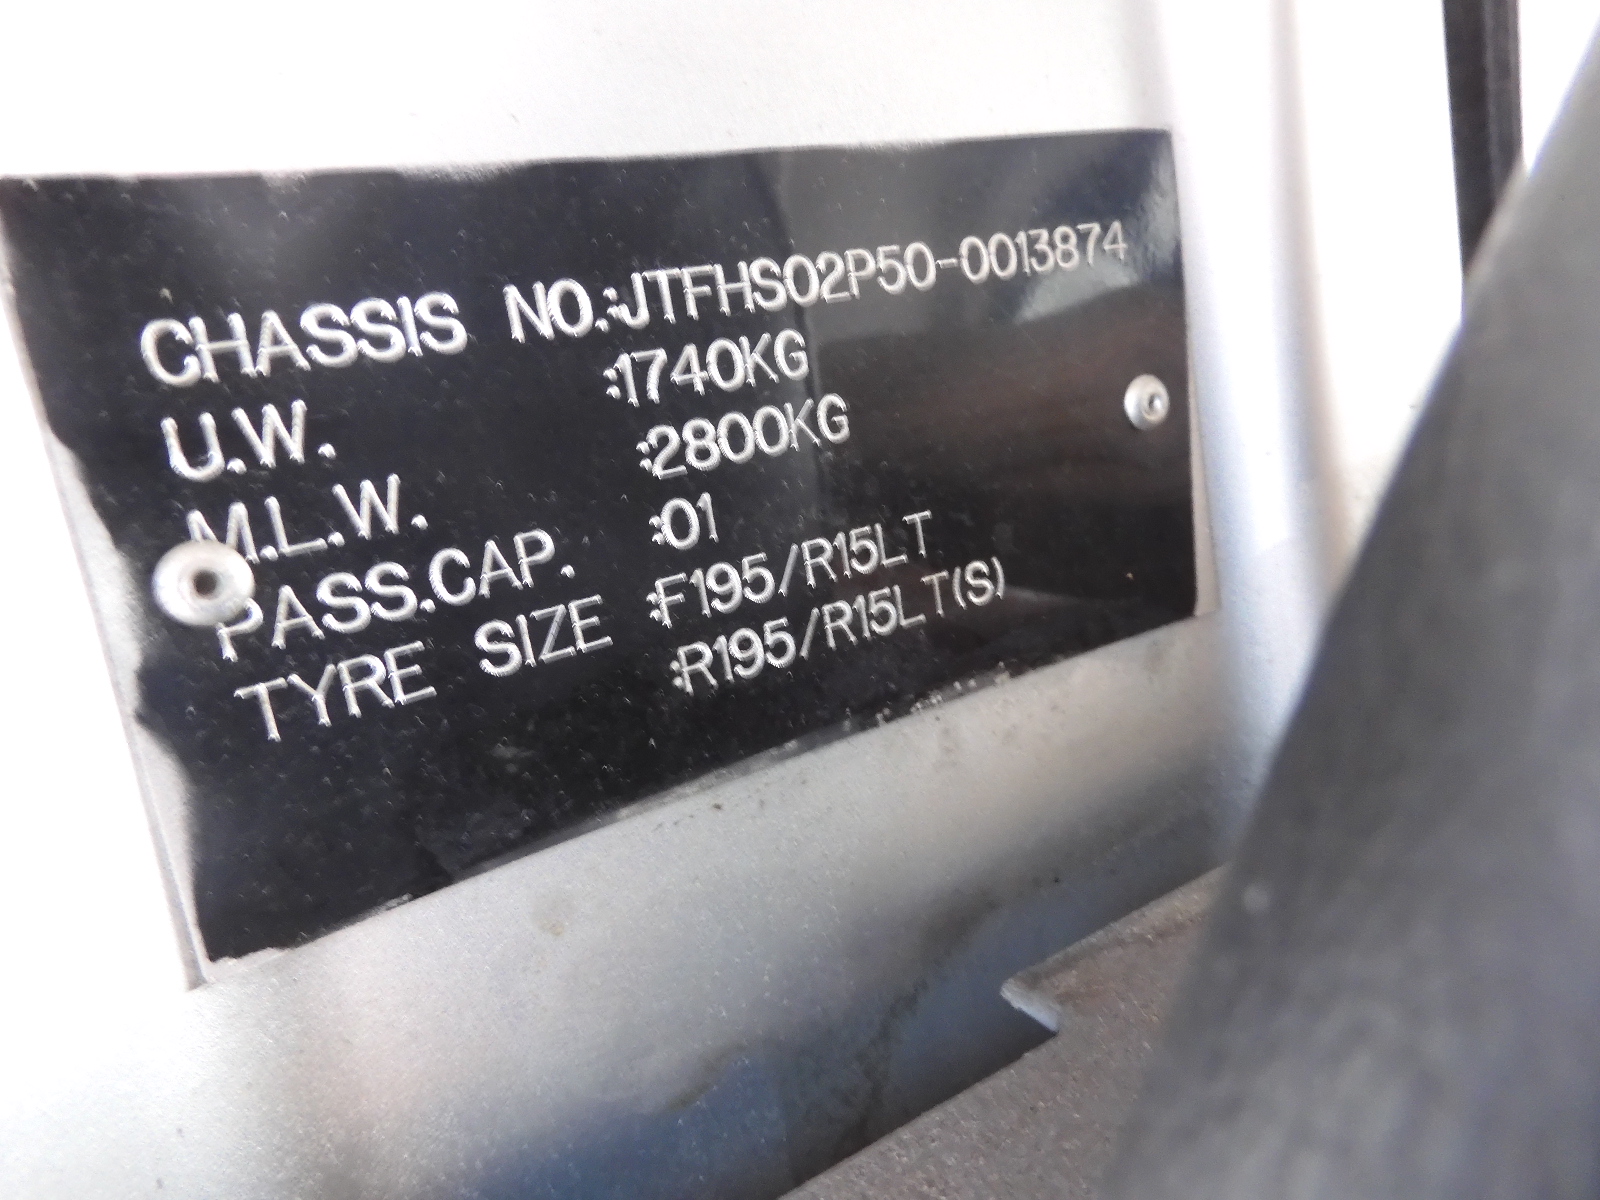 CHASSIS NO.:JTFHS02P50-0013874
U.W. :1740KG
M.L.W. :2800KG
PASS.CAP. :01
TYRE SIZE :F195/R15LT
:R195/R15LT(S)